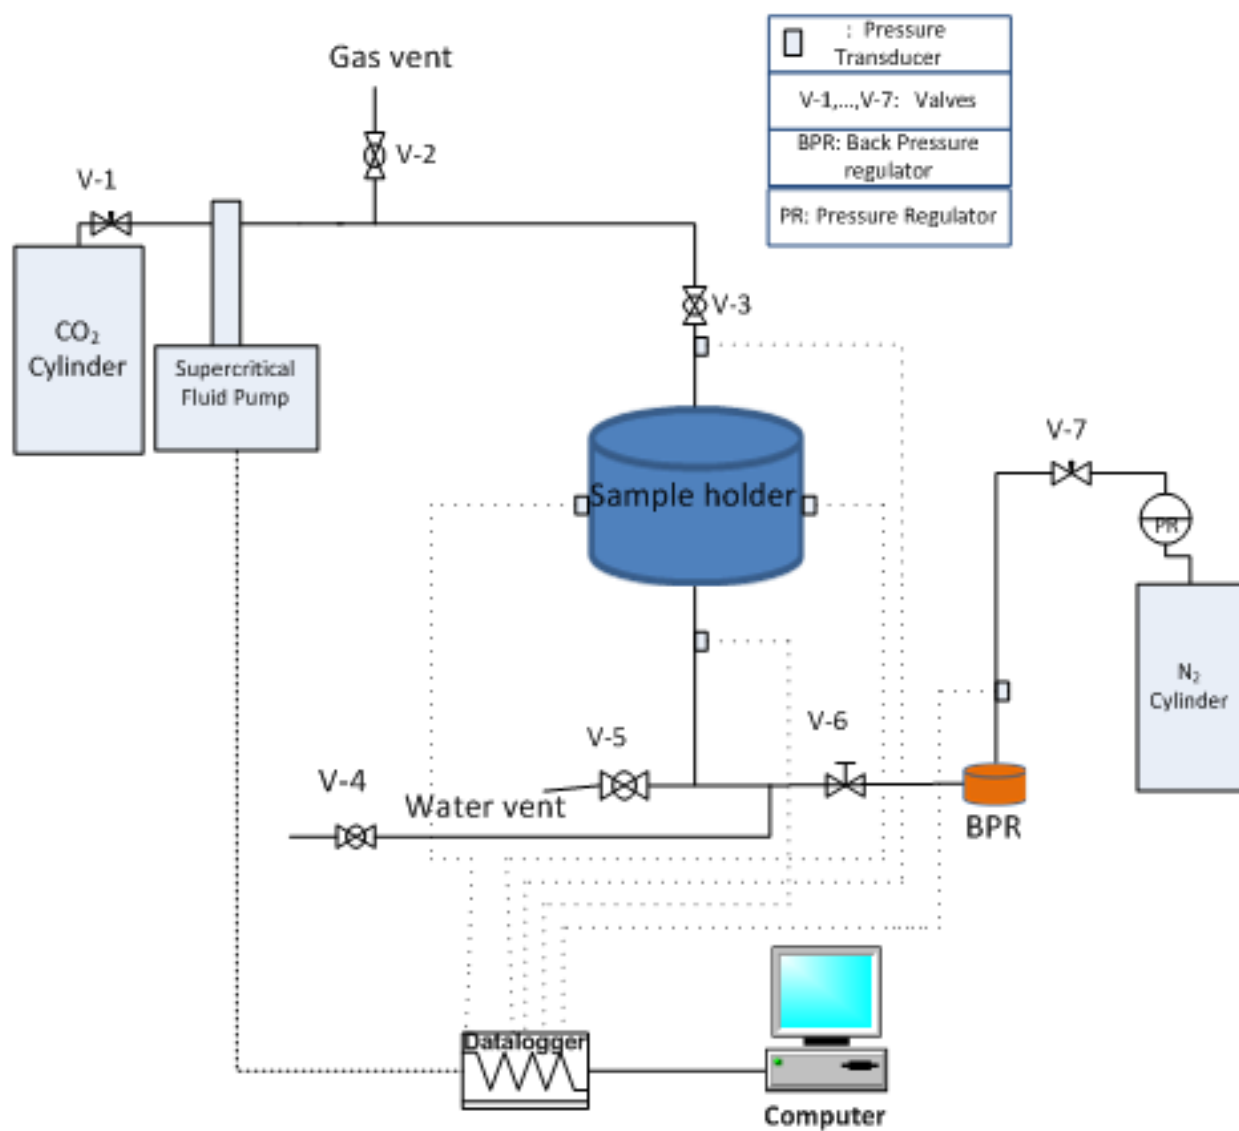 Gas vent
: Pressure
Transducer
V-1,...,V-7: Valves
BPR: Back Pressure
regulator
PR: Pressure Regulator
V-2
V-1
V-3
CO₂
Cylinder
Supercritical
Fluid Pump
V-7
Sample holder
PR
N₂
Cylinder
V-6
V-5
V-4
Water vent
BPR
Datalogger
Computer